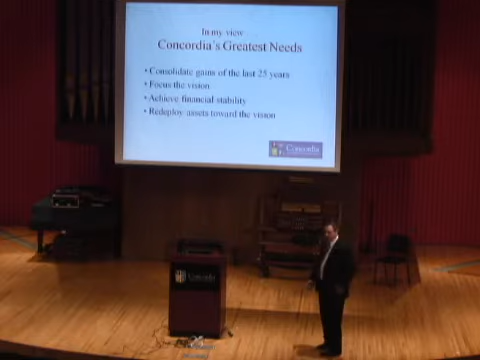 In my view
Concordia's Greatest Needs
• Consolidate gains of the last 25 years
• Focus the vision
• Achieve financial stability
• Redeploy assets toward the vision
Concordia
Concordia